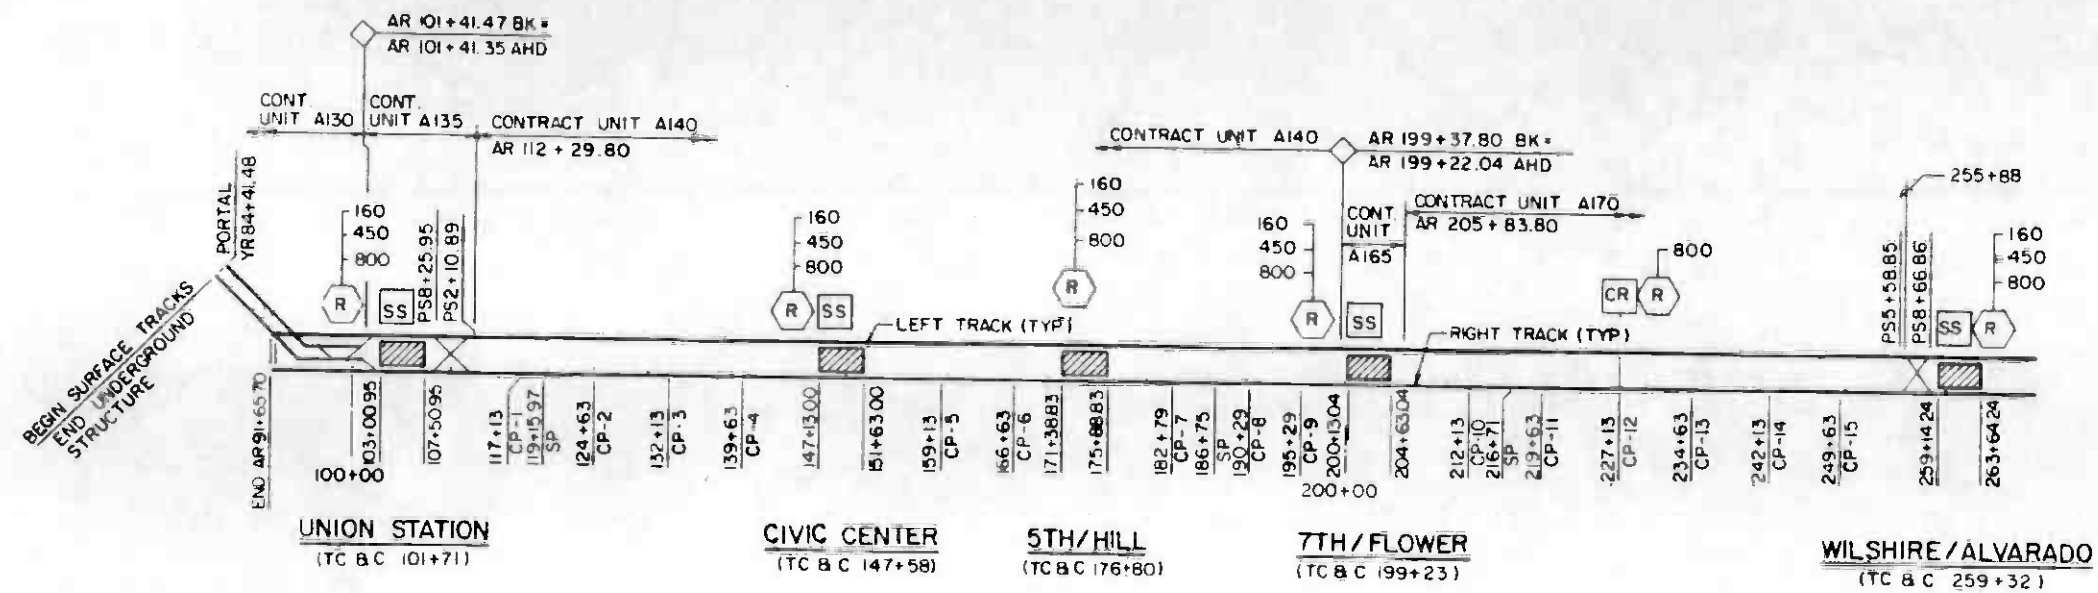 AR 101+41.47 BK=
AR 101+41.35 AHD
CONT.
UNIT A130
CONT.
UNIT A135
CONTRACT UNIT A140
AR 112+29.80
PORTAL
YR 84+41.48
BEGIN SURFACE TRACKS
END UNDERGROUND
STRUCTURE
160
450
800
R
SS
PS8+25.95
PS2+10.89
160
450
800
R
SS
LEFT TRACK (TYP)
160
450
800
R
CONTRACT UNIT A140
AR 199+37.80 BK=
AR 199+22.04 AHD
160
450
800
R
SS
CONT.
UNIT
A165
CONTRACT UNIT A170
AR 205+83.80
RIGHT TRACK (TYP)
CR
R
800
255+88
PS5+58.85
PS8+66.86
SS
R
160
450
800
END AR 91+65.70
100+00
103+00.95
107+50.95
117+13
CP-1
119+15.97
SP
124+63
CP-2
132+13
CP-3
139+63
CP-4
147+13.00
151+63.00
159+13
CP-5
166+63
CP-6
171+38.83
175+88.83
182+79
CP-7
186+75
SP
190+29
CP-8
195+29
CP-9
200+13.04
200+00
204+63.04
212+13
CP-10
216+71
SP
219+63
CP-11
227+13
CP-12
234+63
CP-13
242+13
CP-14
249+63
CP-15
259+14.24
263+64.24
UNION STATION
(TC & C 101+71)
CIVIC CENTER
(TC & C 147+58)
5TH/HILL
(TC & C 176+80)
7TH/FLOWER
(TC & C 199+23)
WILSHIRE/ALVARADO
(TC & C 259+32)